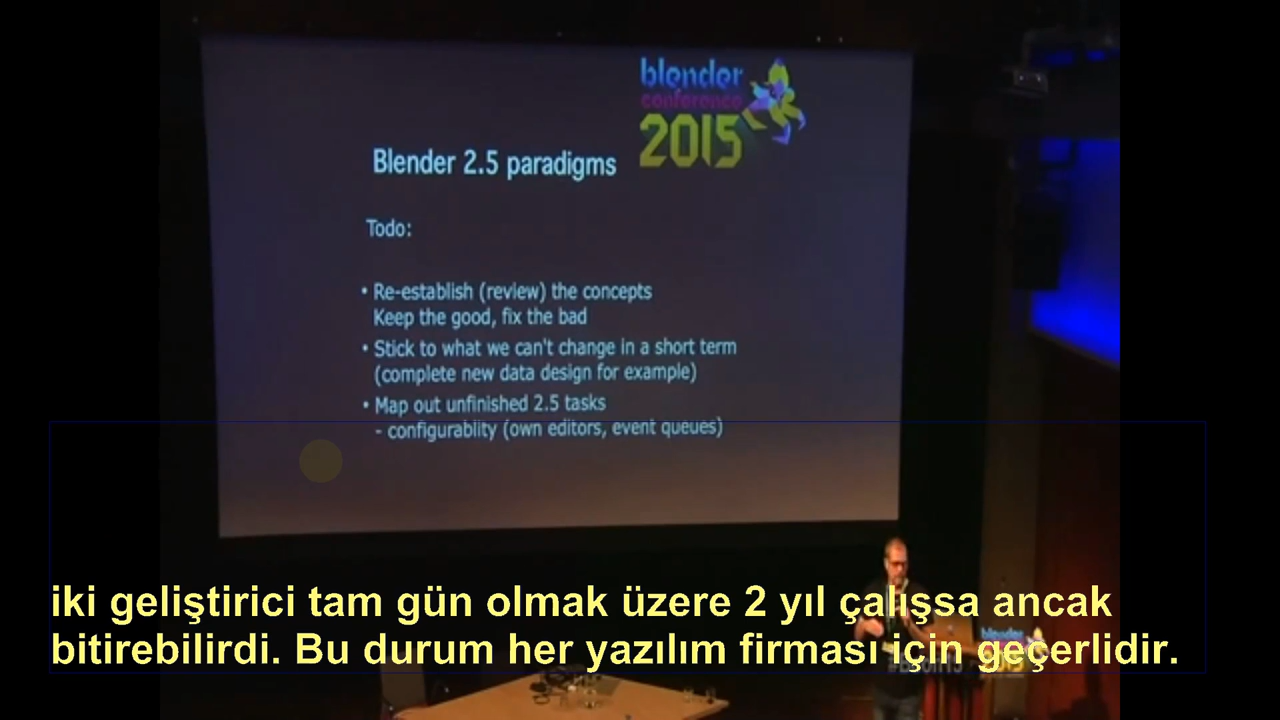 blender
conference
2015
Blender 2.5 paradigms
Todo:
• Re-establish (review) the concepts
Keep the good, fix the bad
• Stick to what we can't change in a short term
(complete new data design for example)
• Map out unfinished 2.5 tasks
- configurablity (own editors, event queues)
iki geliştirici tam gün olmak üzere 2 yıl çalışsa ancak
bitirebilirdi. Bu durum her yazılım firması için geçerlidir.
blender